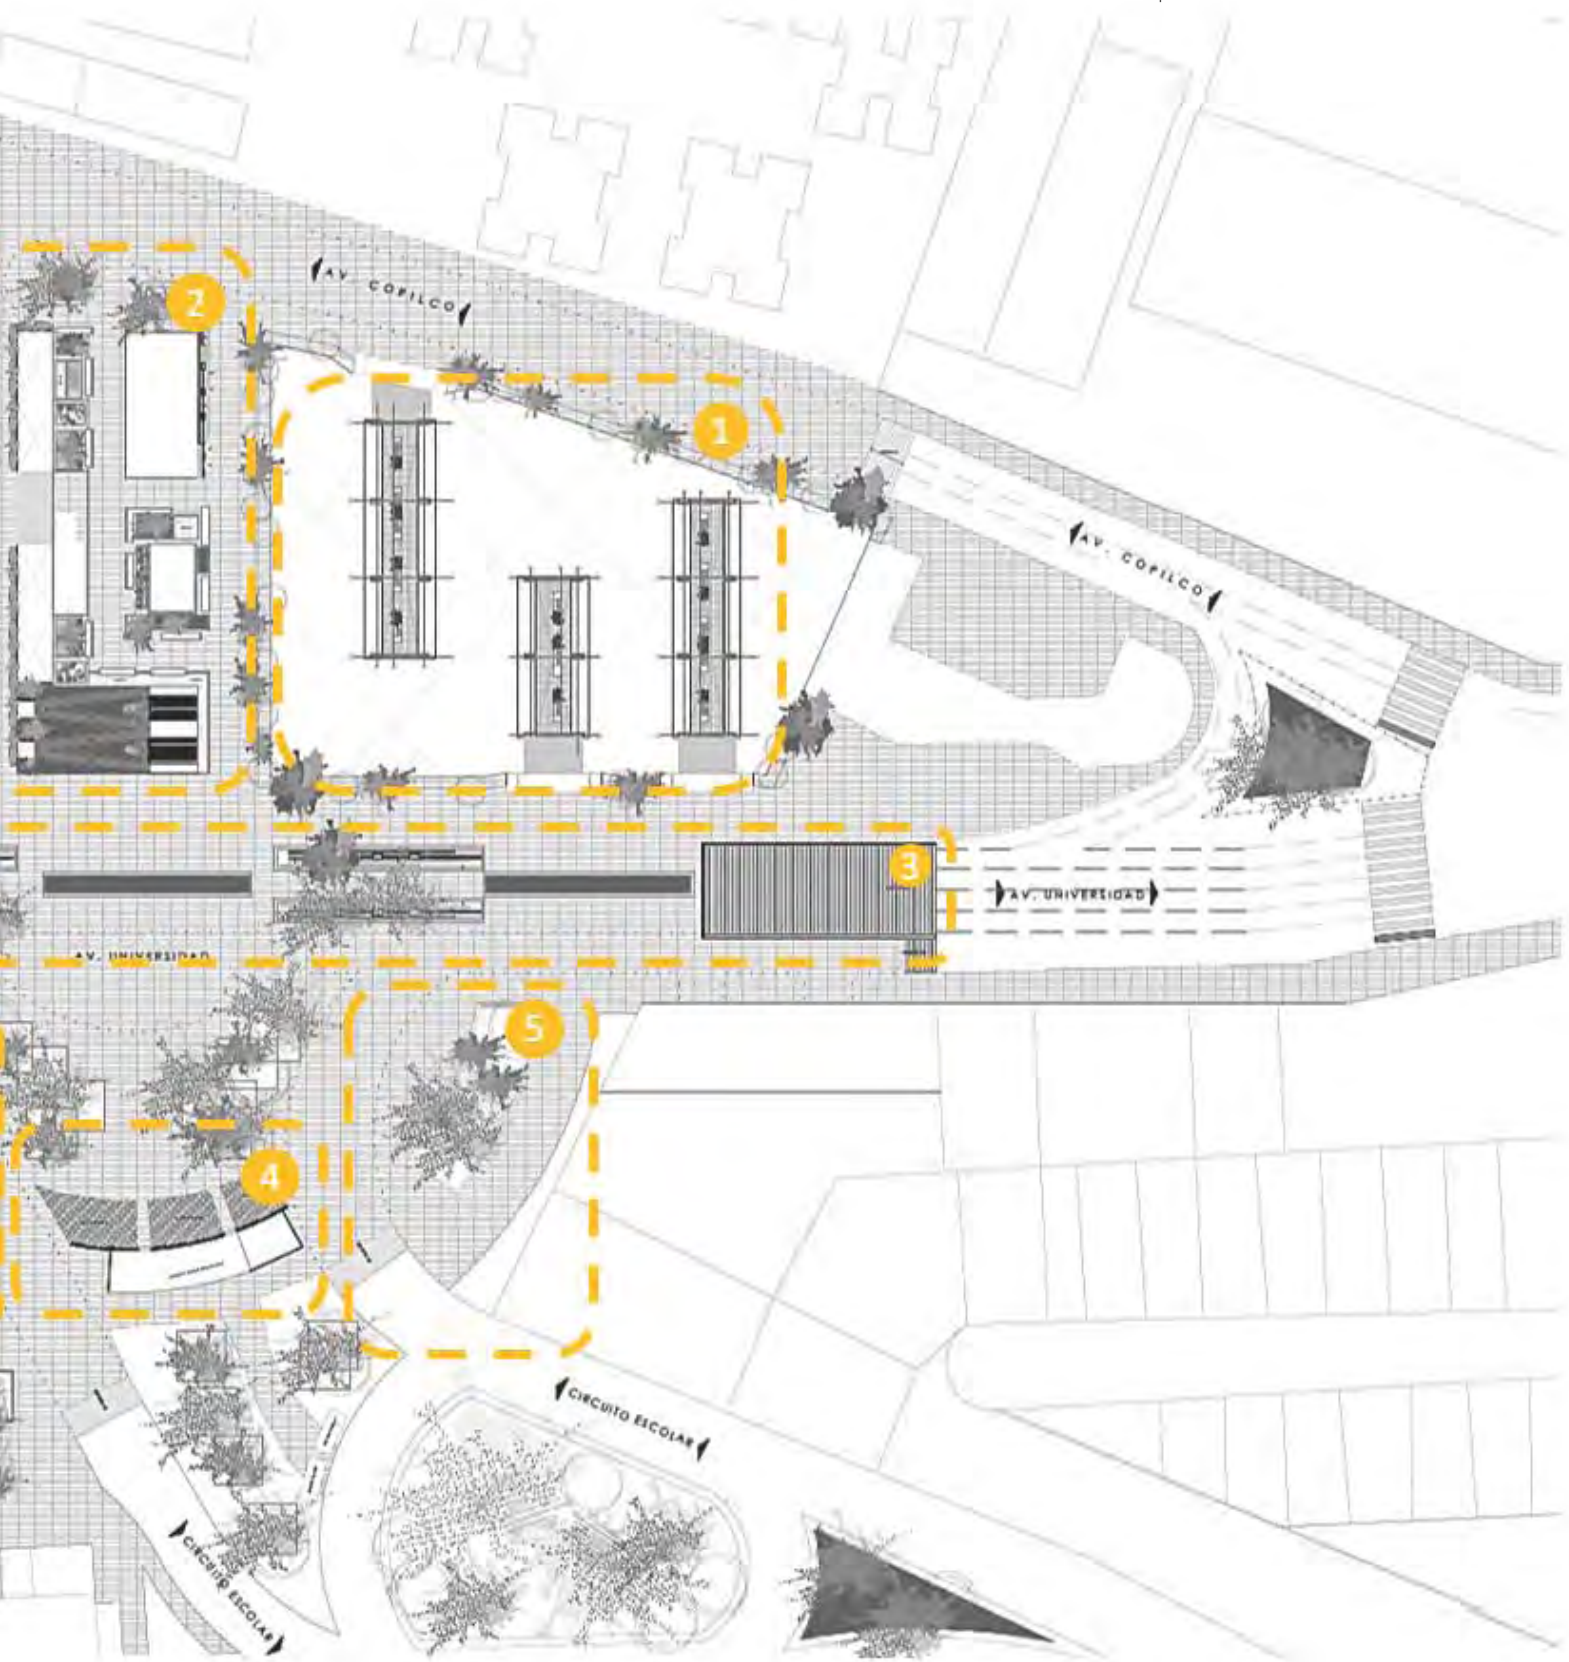 2
AV. COPILCO
1
AV. COPILCO
3
AV. UNIVERSIDAD
AV. UNIVERSIDAD
5
4
CIRCUITO ESCOLAR
CIRCUITO ESCOLAR